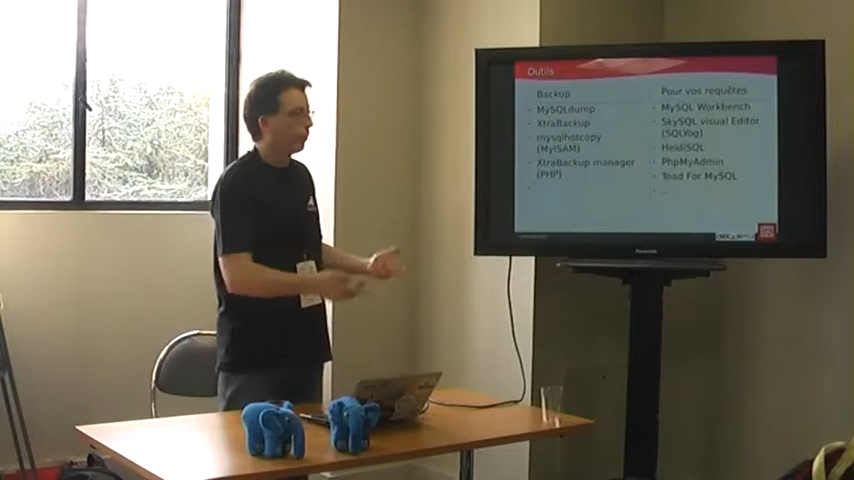 Outils
Backup
MySQLdump
XtraBackup
mysqlhotcopy
(MyISAM)
XtraBackup manager
(PHP)
Pour vos requêtes
MySQL Workbench
SkySQL visual Editor
(SQLYog)
HeidiSQL
PhpMyAdmin
Toad For MySQL
...
Panasonic